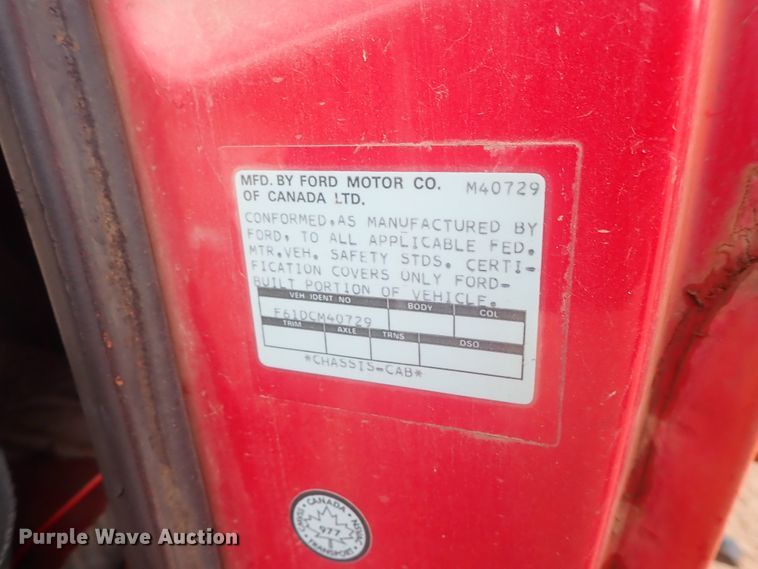 MFD. BY FORD MOTOR CO. M40729
OF CANADA LTD.
CONFORMED, AS MANUFACTURED BY
FORD, TO ALL APPLICABLE FED.
MTR.VEH. SAFETY STDS. CERTI-
FICATION COVERS ONLY FORD-
BUILT PORTION OF VEHICLE.
VEH IDENT NO BODY COL
F61DCM40729
TRIM AXLE TRNS DSO
*CHASSIS-CAB*
CANADA
977
TRANSPORT
Purple Wave Auction